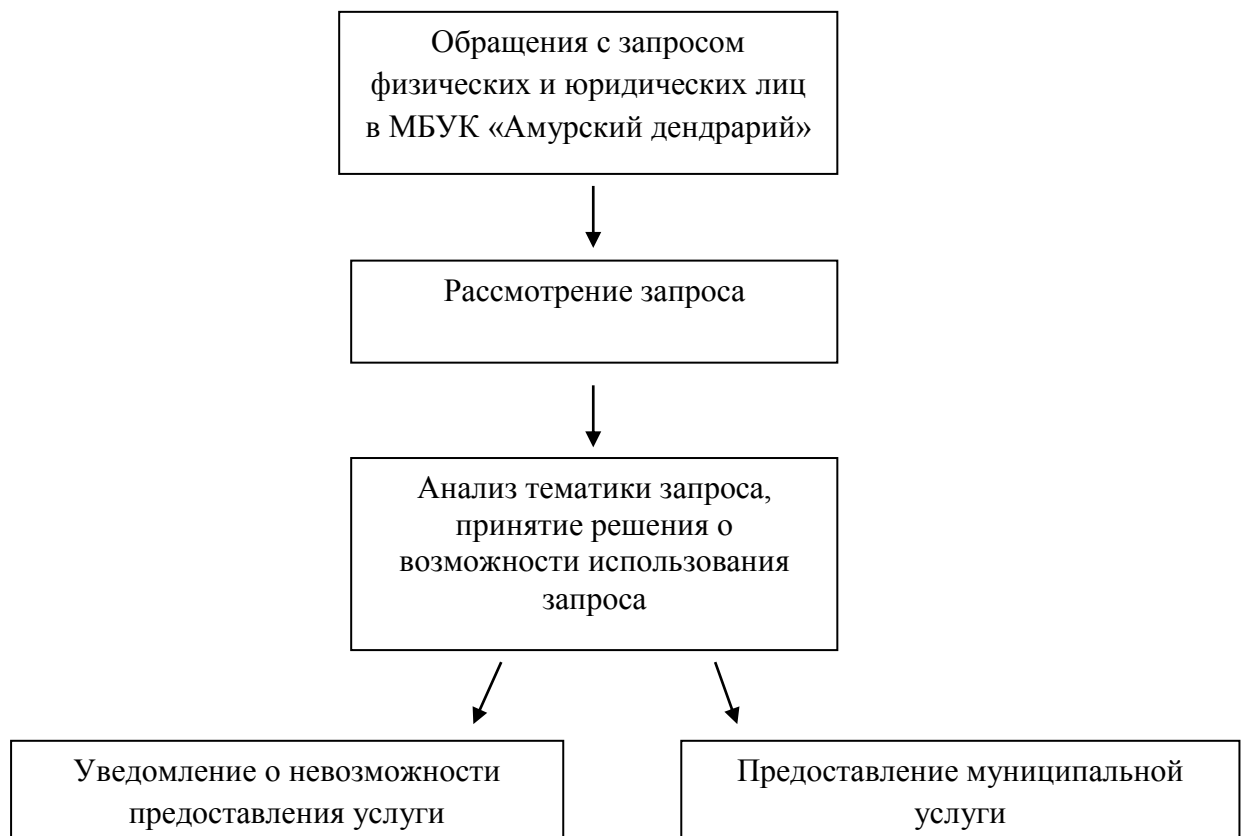 Обращения с запросом
физических и юридических лиц
в МБУК «Амурский дендрарий»
Рассмотрение запроса
Анализ тематики запроса,
принятие решения о
возможности использования
запроса
Уведомление о невозможности
предоставления услуги
Предоставление муниципальной
услуги